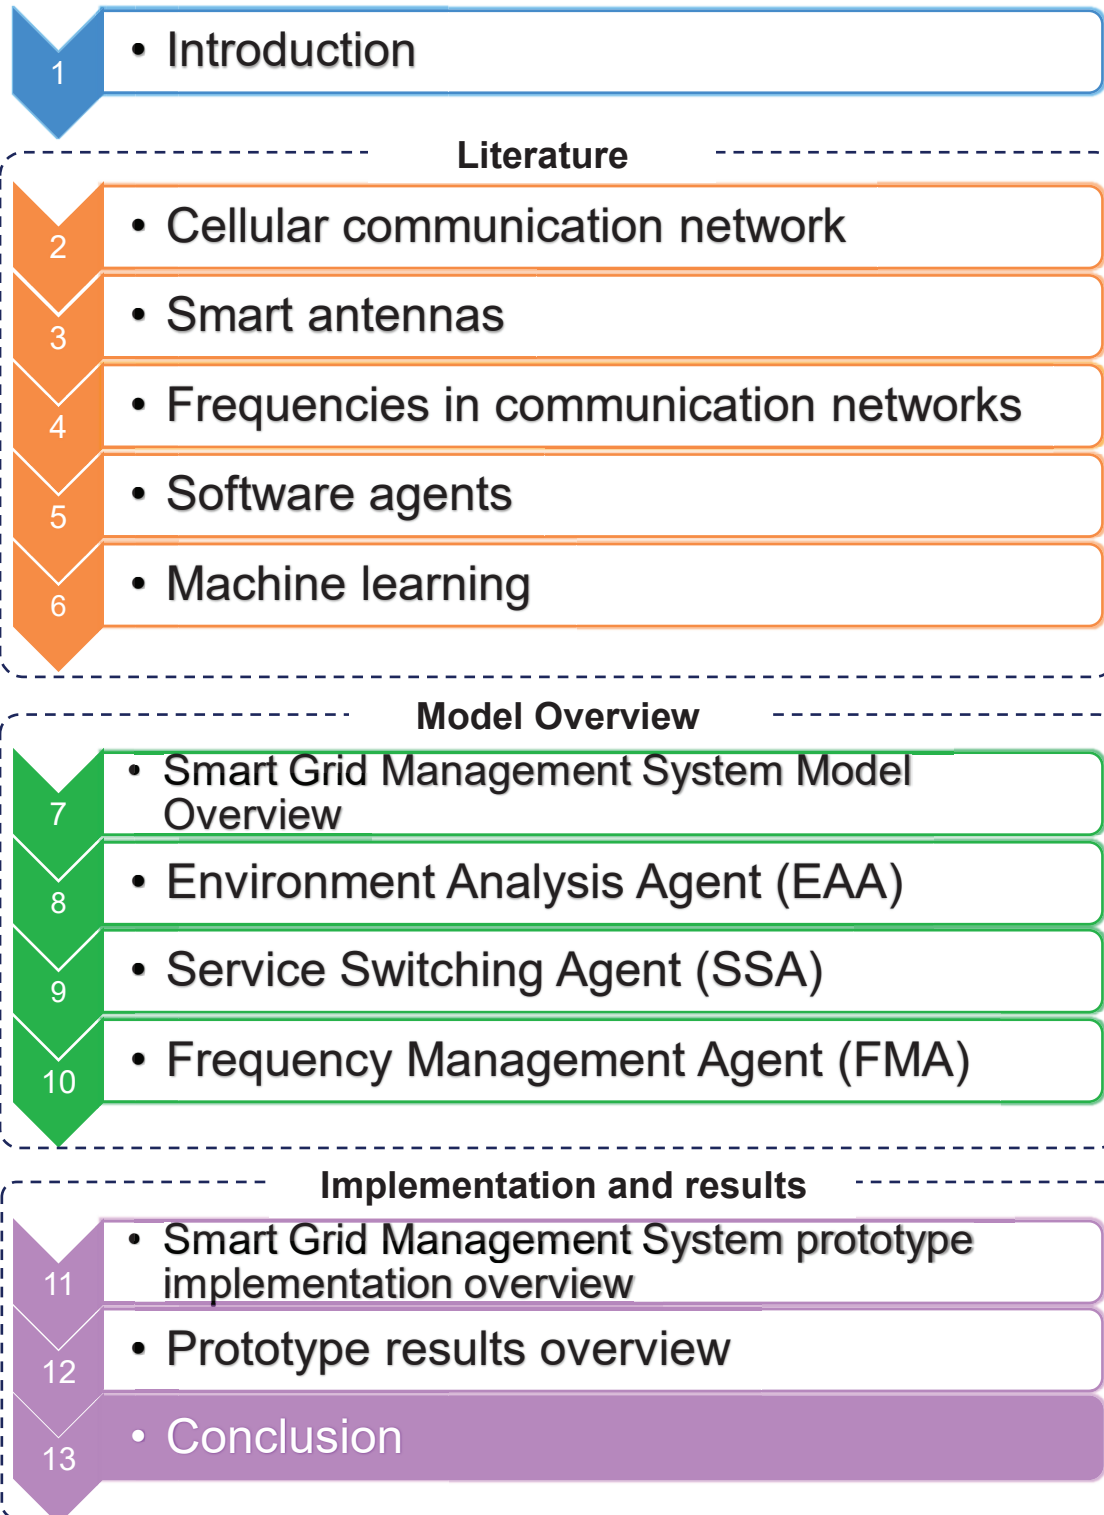 1
• Introduction
Literature
2
• Cellular communication network
3
• Smart antennas
4
• Frequencies in communication networks
5
• Software agents
6
• Machine learning
Model Overview
7
• Smart Grid Management System Model
Overview
8
• Environment Analysis Agent (EAA)
9
• Service Switching Agent (SSA)
10
• Frequency Management Agent (FMA)
Implementation and results
11
• Smart Grid Management System prototype
implementation overview
12
• Prototype results overview
13
• Conclusion